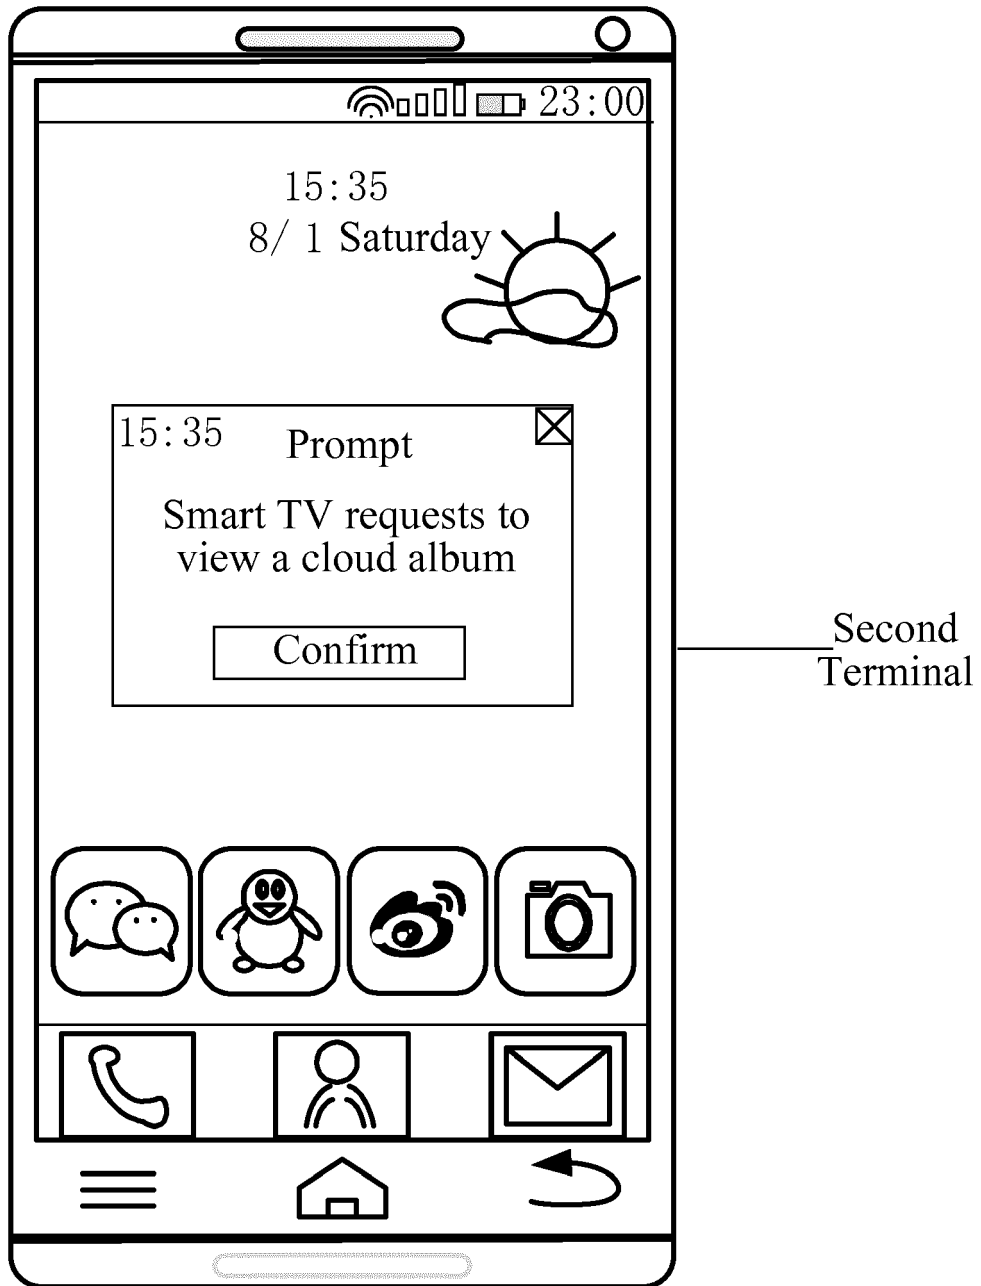 23:00
15:35
8/ 1 Saturday
15:35
Prompt
Smart TV requests to
view a cloud album
Confirm
Second
Terminal